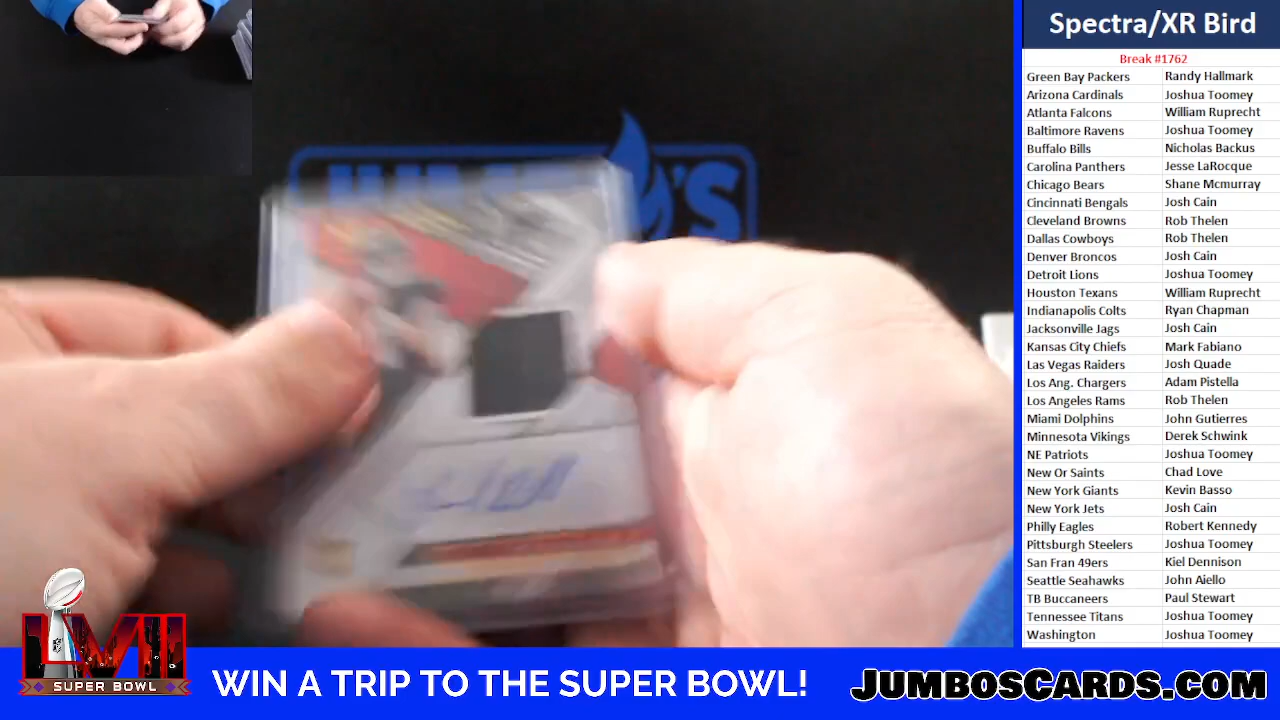 Spectra/XR Bird
Break #1762
Green Bay Packers Randy Hallmark
Arizona Cardinals Joshua Toomey
Atlanta Falcons William Ruprecht
Baltimore Ravens Joshua Toomey
Buffalo Bills Nicholas Backus
Carolina Panthers Jesse LaRocque
Chicago Bears Shane Mcmurray
Cincinnati Bengals Josh Cain
Cleveland Browns Rob Thelen
Dallas Cowboys Rob Thelen
Denver Broncos Josh Cain
Detroit Lions Joshua Toomey
Houston Texans William Ruprecht
Indianapolis Colts Ryan Chapman
Jacksonville Jags Josh Cain
Kansas City Chiefs Mark Fabiano
Las Vegas Raiders Josh Quade
Los Ang. Chargers Adam Pistella
Los Angeles Rams Rob Thelen
Miami Dolphins John Gutierres
Minnesota Vikings Derek Schwink
NE Patriots Joshua Toomey
New Or Saints Chad Love
New York Giants Kevin Basso
New York Jets Josh Cain
Philly Eagles Robert Kennedy
Pittsburgh Steelers Joshua Toomey
San Fran 49ers Kiel Dennison
Seattle Seahawks John Aiello
TB Buccaneers Paul Stewart
Tennessee Titans Joshua Toomey
Washington Joshua Toomey
LVII
SUPER BOWL
WIN A TRIP TO THE SUPER BOWL!
JUMBOSCARDS.COM